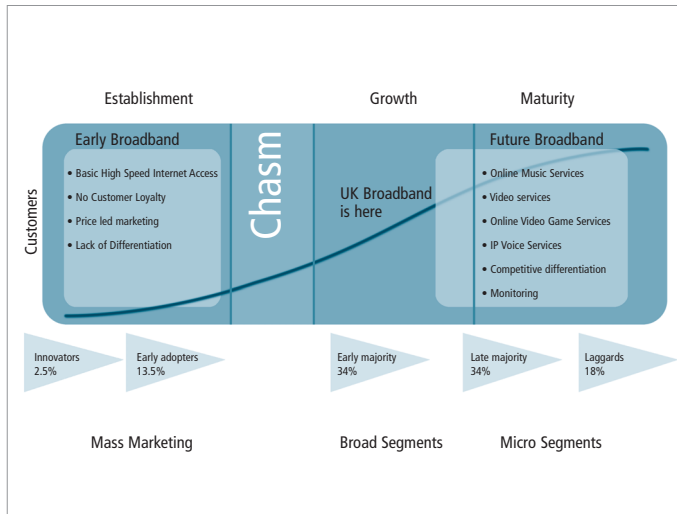 Establishment
Growth
Maturity
Early Broadband
• Basic High Speed Internet Access
• No Customer Loyalty
• Price led marketing
• Lack of Differentiation
Chasm
UK Broadband
is here
Future Broadband
• Online Music Services
• Video services
• Online Video Game Services
• IP Voice Services
• Competitive differentiation
• Monitoring
Customers
Innovators
2.5%
Early adopters
13.5%
Early majority
34%
Late majority
34%
Laggards
18%
Mass Marketing
Broad Segments
Micro Segments